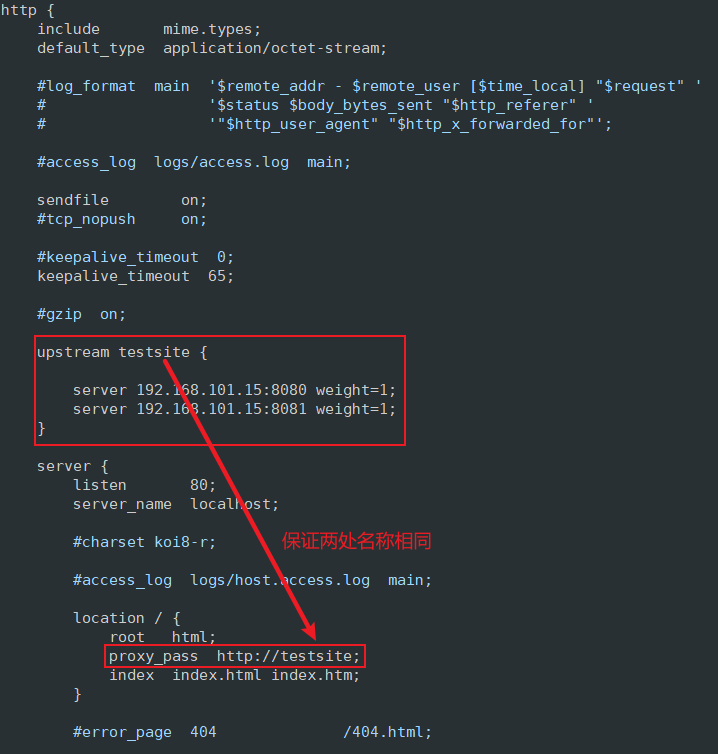 http {
    include       mime.types;
    default_type  application/octet-stream;

    #log_format  main  '$remote_addr - $remote_user [$time_local] "$request" '
    #                  '$status $body_bytes_sent "$http_referer" '
    #                  '"$http_user_agent" "$http_x_forwarded_for"';

    #access_log  logs/access.log  main;

    sendfile        on;
    #tcp_nopush     on;

    #keepalive_timeout  0;
    keepalive_timeout  65;

    #gzip  on;

    upstream testsite {

        server 192.168.101.15:8080 weight=1;
        server 192.168.101.15:8081 weight=1;
    }

    server {
        listen       80;
        server_name  localhost;

        #charset koi8-r;
保证两处名称相同

        #access_log  logs/host.access.log  main;

        location / {
            root   html;
            proxy_pass  http://testsite;
            index  index.html index.htm;
        }

        #error_page  404              /404.html;